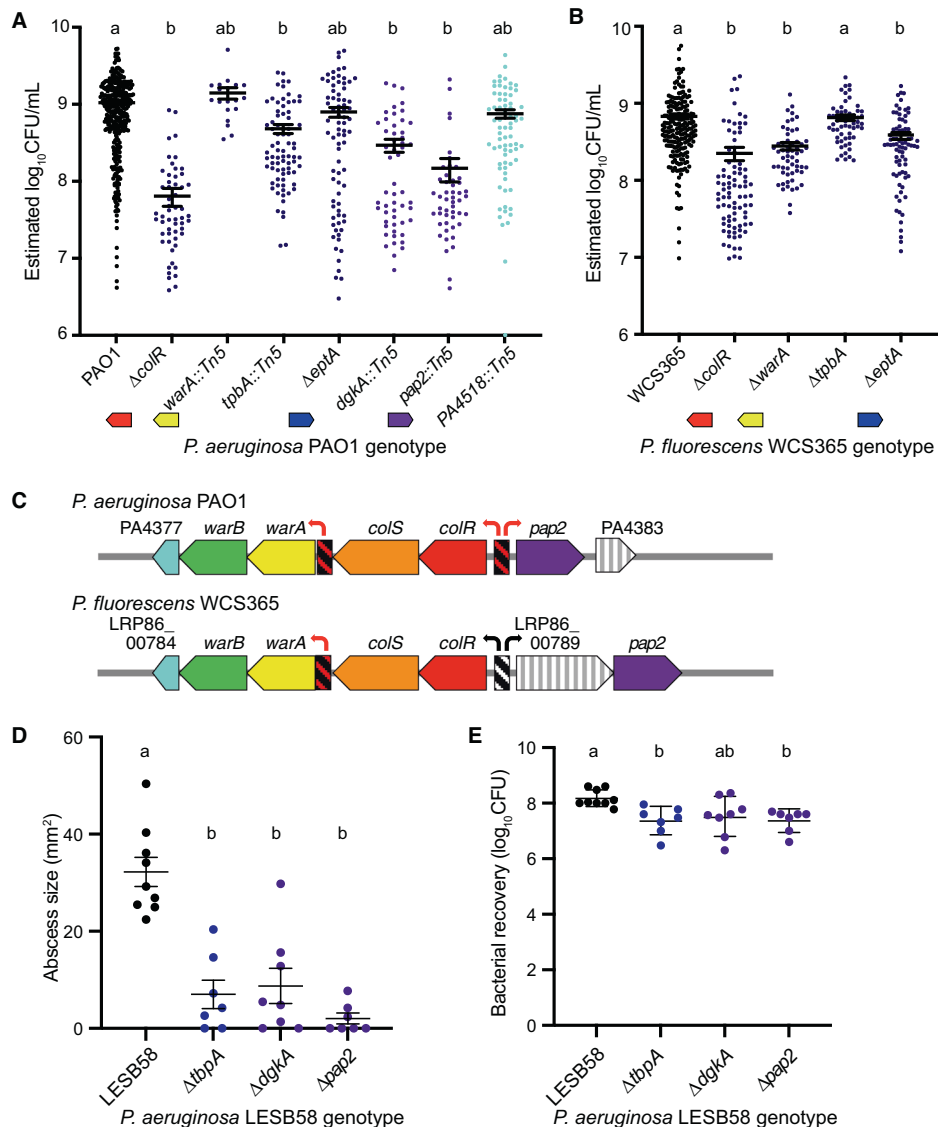 A
Estimated log10CFU/mL
10
9
8
7
6
a b ab b ab b b ab
PAO1 ΔcolR warA::Tn5 tpbA::Tn5 ΔeptA dgkA::Tn5 pap2::Tn5 PA4518::Tn5
P. aeruginosa PAO1 genotype
B
Estimated log10CFU/mL
10
9
8
7
6
a b b a b
WCS365 ΔcolR ΔwarA ΔtpbA ΔeptA
P. fluorescens WCS365 genotype
C
P. aeruginosa PAO1
PA4377 warB warA colS colR pap2 PA4383
P. fluorescens WCS365
LRP86_ LRP86_
00784 warB warA colS colR 00789 pap2
D
Abscess size (mm²)
60
40
20
0
a b b b
LESB58 ΔtbpA ΔdgkA Δpap2
P. aeruginosa LESB58 genotype
E
Bacterial recovery (log10 CFU)
10
8
6
4
2
0
a b ab b
LESB58 ΔtbpA ΔdgkA Δpap2
P. aeruginosa LESB58 genotype